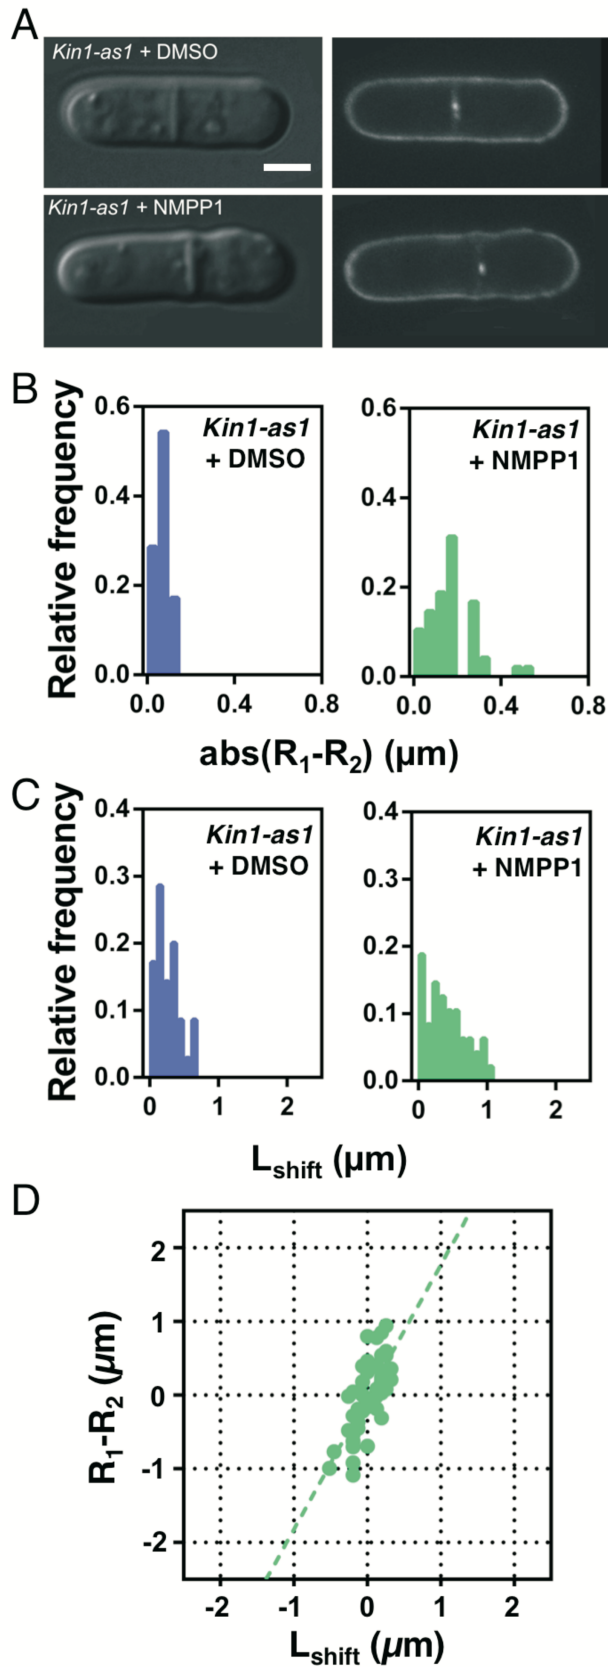 A
Kin1-as1 + DMSO
Kin1-as1 + NMPP1
B
Relative frequency
0.6
0.4
0.2
0.0
0.0 0.4 0.8
Kin1-as1
+ DMSO
0.6
0.4
0.2
0.0
0.0 0.4 0.8
Kin1-as1
+ NMPP1
abs(R1-R2) (µm)
C
Relative frequency
0.4
0.3
0.2
0.1
0.0
0 1 2
Kin1-as1
+ DMSO
0.4
0.3
0.2
0.1
0.0
0 1 2
Kin1-as1
+ NMPP1
Lshift (µm)
D
R1-R2 (µm)
2
1
0
-1
-2
-2 -1 0 1 2
Lshift (µm)